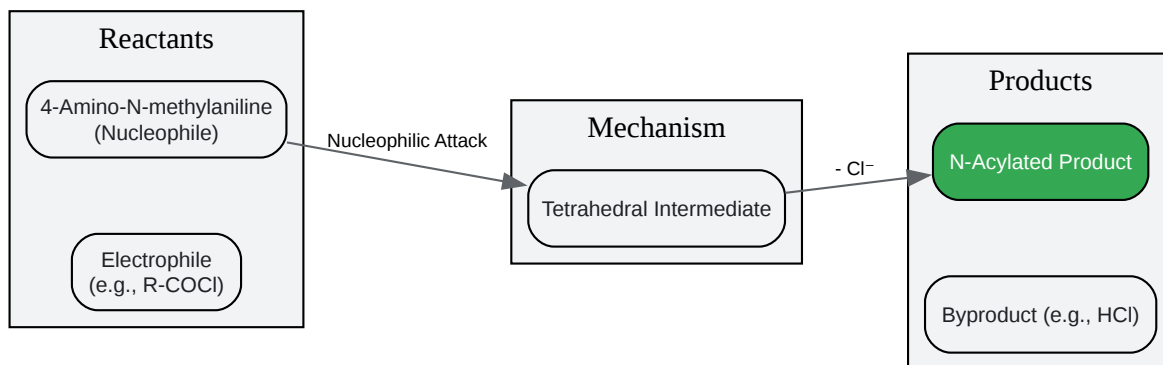 Reactants
4-Amino-N-methylaniline
(Nucleophile)
Electrophile
(e.g., R-COCl)
Nucleophilic Attack
Mechanism
Tetrahedral Intermediate
- Cl⁻
Products
N-Acylated Product
Byproduct (e.g., HCl)